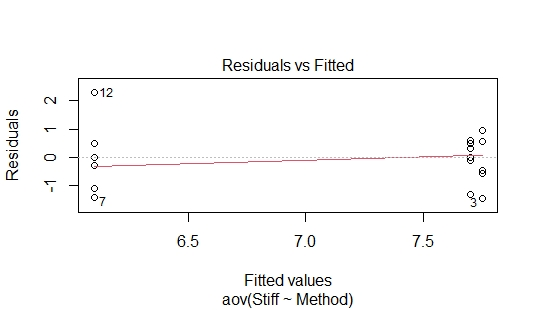 Residuals vs Fitted
Residuals
2
1
0
-1
12
7
3
6.5 7.0 7.5
Fitted values
aov(Stiff ~ Method)